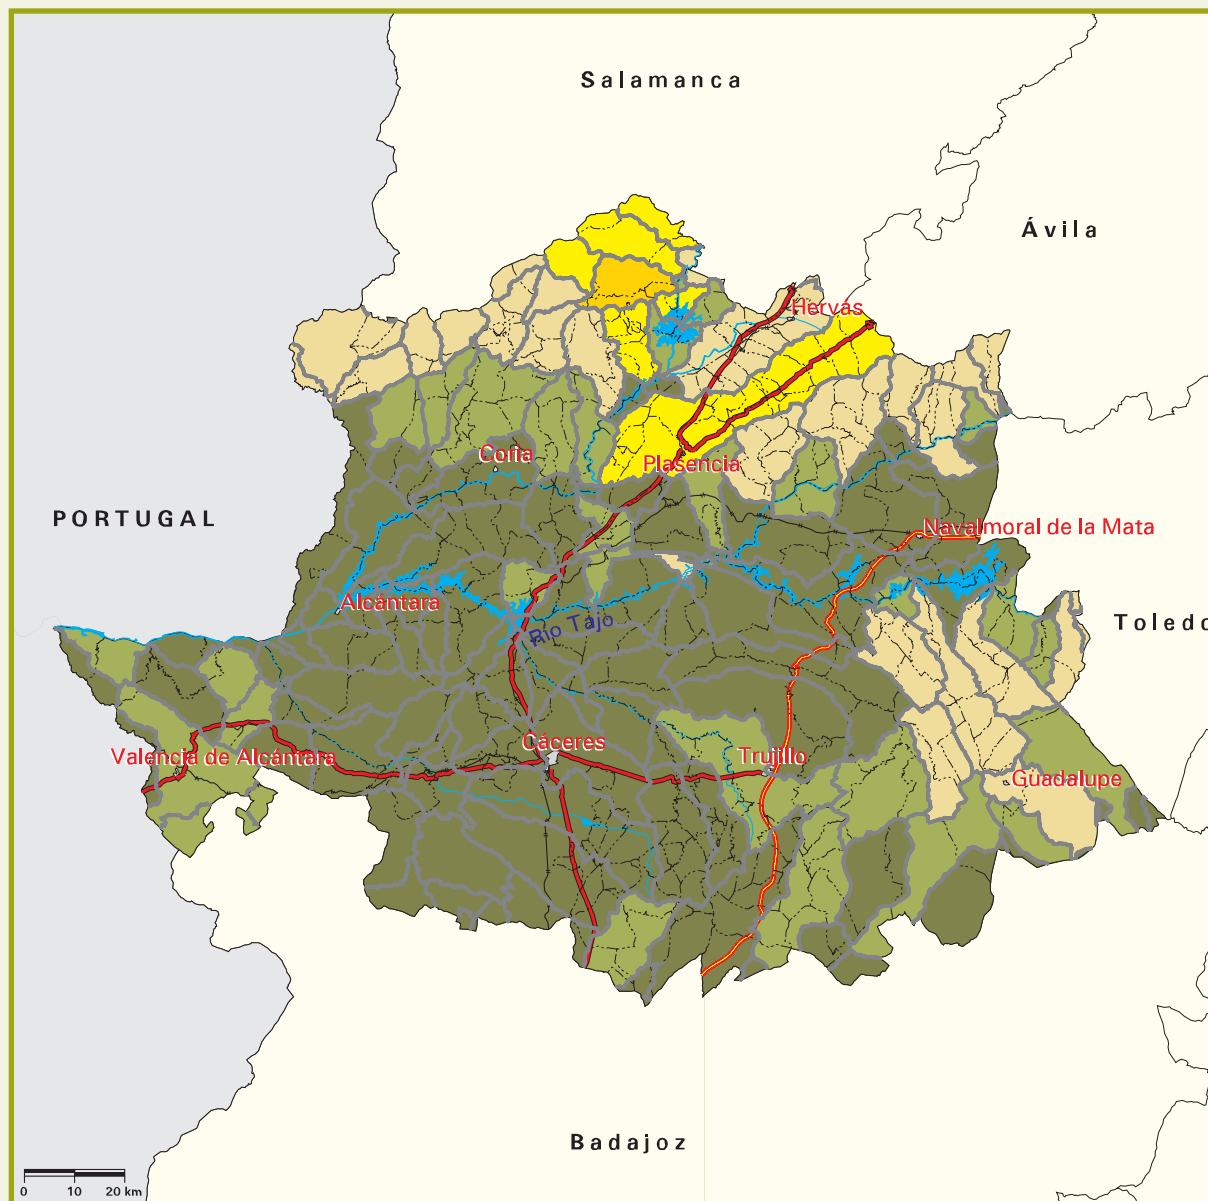 Salamanca
Ávila
Hervás
Coria
Plasencia
PORTUGAL
Navalmoral de la Mata
Alcántara
Río Tajo
Toledo
Cáceres
Valencia de Alcántara
Trujillo
Guadalupe
Badajoz
0 10 20 km